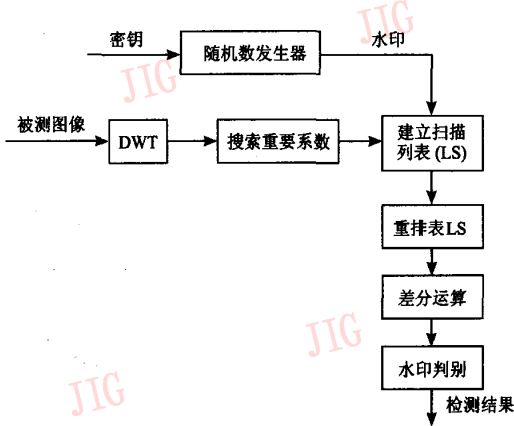 密钥
随机数发生器
水印
JIG
JIG
被测图像
DWT
搜索重要系数
建立扫描
列表(LS)
重排表LS
差分运算
JIG
水印判别
JIG
检测结果